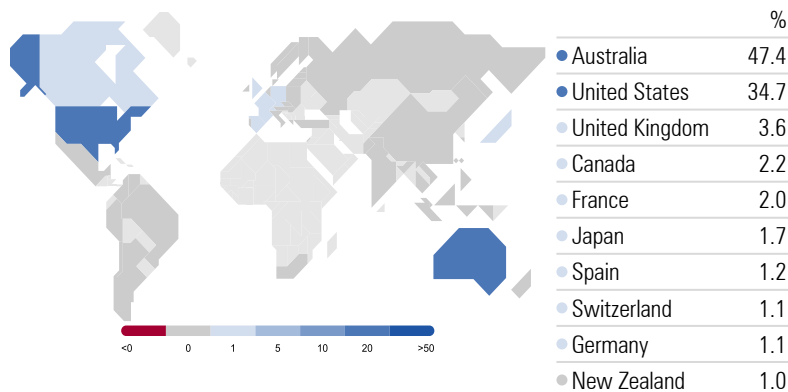 %
Australia 47.4
United States 34.7
United Kingdom 3.6
Canada 2.2
France 2.0
Japan 1.7
Spain 1.2
Switzerland 1.1
Germany 1.1
New Zealand 1.0
<0 0 1 5 10 20 >50